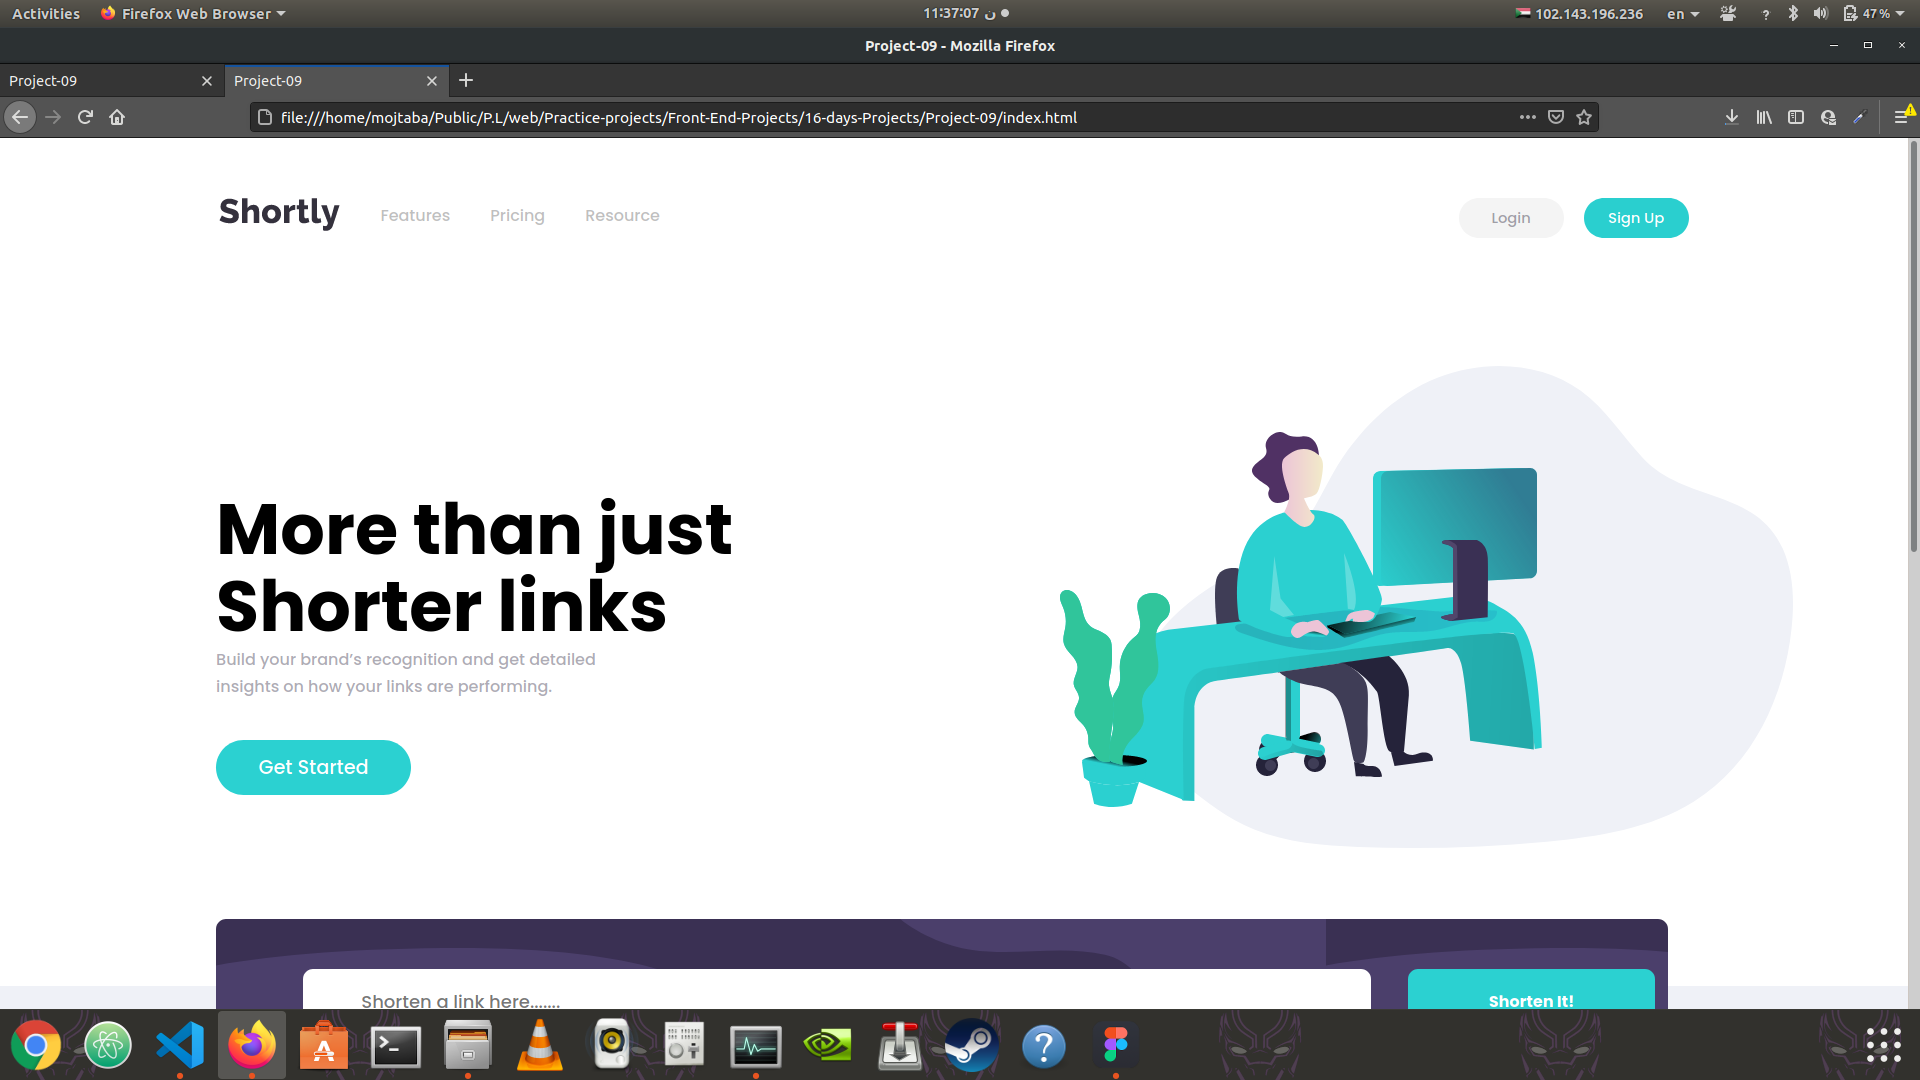 Activities Firefox Web Browser 11:37:07 ن 102.143.196.236 en ? 47 %
Project-09 - Mozilla Firefox
Project-09 Project-09
file:///home/mojtaba/Public/P.L/web/Practice-projects/Front-End-Projects/16-days-Projects/Project-09/index.html
Shortly Features Pricing Resource Login Sign Up
More than just
Shorter links
Build your brand’s recognition and get detailed
insights on how your links are performing.
Get Started
Shorten a link here....... Shorten It!